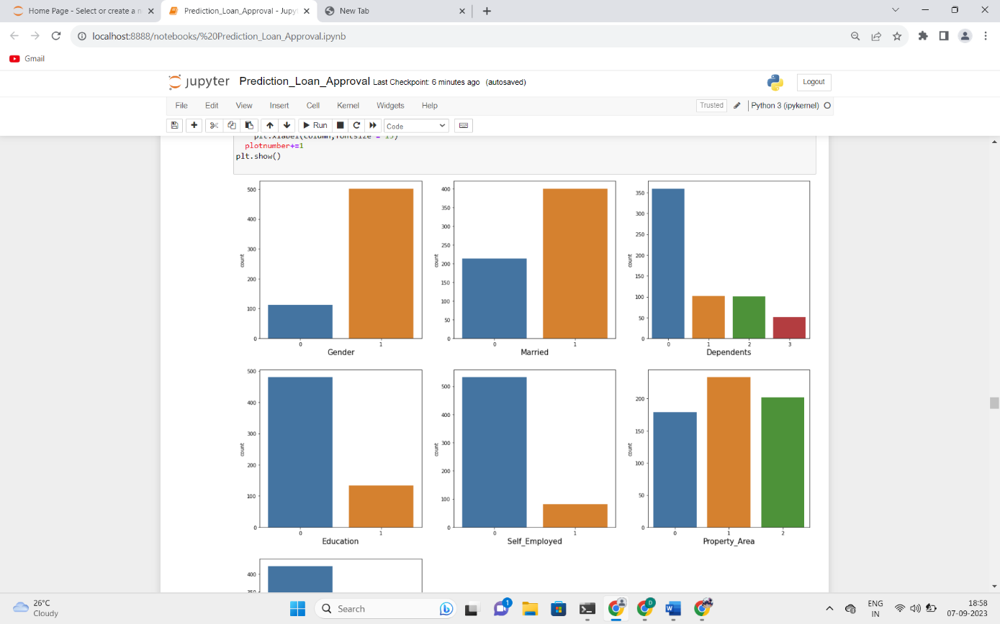 Home Page - Select or create a n
Prediction_Loan_Approval - Jupyt
New Tab
localhost:8888/notebooks/%20Prediction_Loan_Approval.ipynb
Gmail
jupyter Prediction_Loan_Approval Last Checkpoint: 6 minutes ago (autosaved)
Logout
File Edit View Insert Cell Kernel Widgets Help
Trusted Python 3 (ipykernel)
Run Code
plt.xlabel(column,fontsize = 15)
plotnumber+=1
plt.show()
500
400
300
200
100
0
count
0 1
Gender
400
350
300
250
200
150
100
50
0
count
0 1
Married
350
300
250
200
150
100
50
0
count
0 1 2 3
Dependents
500
400
300
200
100
0
count
0 1
Education
500
400
300
200
100
0
count
0 1
Self_Employed
200
150
100
50
0
count
0 1 2
Property_Area
400
350
26°C
Cloudy
Search
1
D
ENG
IN
18:58
07-09-2023